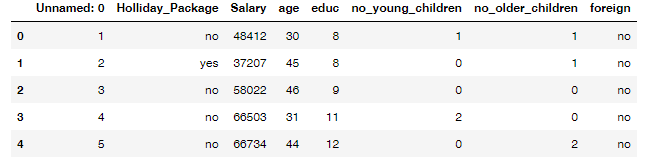 Unnamed: 0 Holliday_Package Salary age educ no_young_children no_older_children foreign
0 1 no 48412 30 8 1 1 no
1 2 yes 37207 45 8 0 1 no
2 3 no 58022 46 9 0 0 no
3 4 no 66503 31 11 2 0 no
4 5 no 66734 44 12 0 2 no